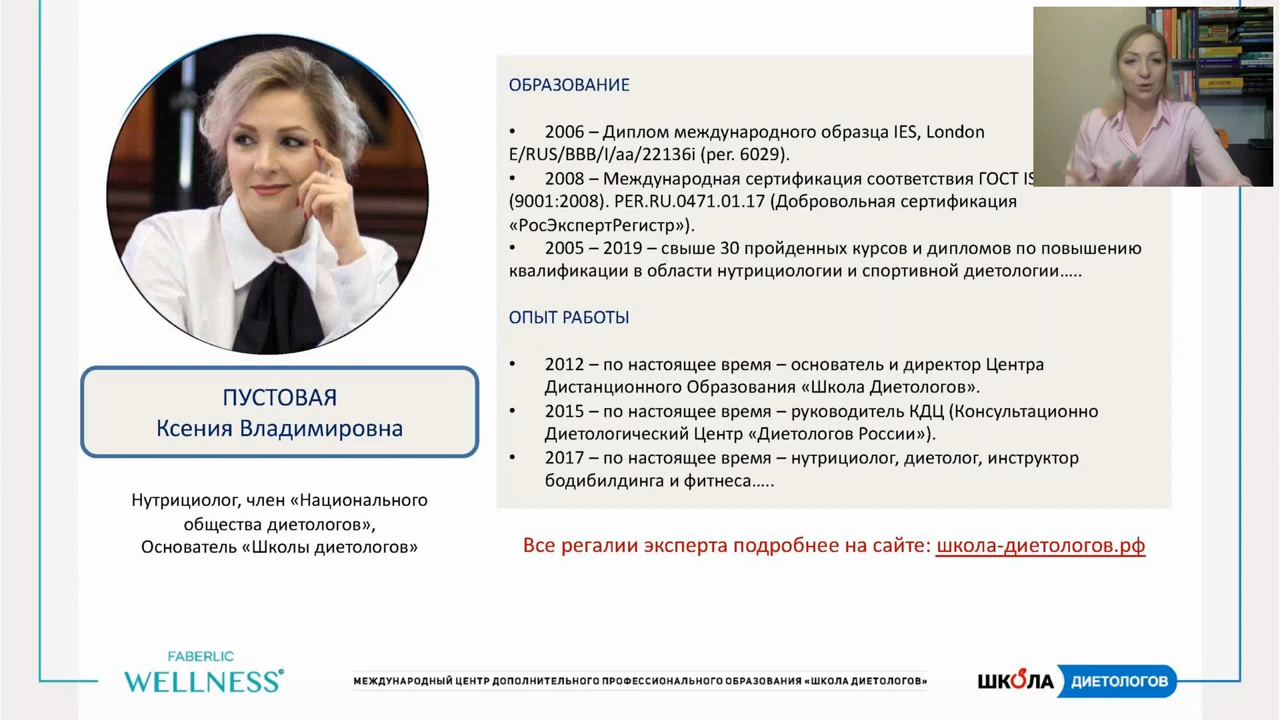 ОБРАЗОВАНИЕ
• 2006 – Диплом международного образца IES, London
E/RUS/BBB/I/aa/22136i (рег. 6029).
• 2008 – Международная сертификация соответствия ГОСТ IS
(9001:2008). PER.RU.0471.01.17 (Добровольная сертификация
«РосЭкспертРегистр»).
• 2005 – 2019 – свыше 30 пройденных курсов и дипломов по повышению
квалификации в области нутрициологии и спортивной диетологии…..
ОПЫТ РАБОТЫ
• 2012 – по настоящее время – основатель и директор Центра
Дистанционного Образования «Школа Диетологов».
• 2015 – по настоящее время – руководитель КДЦ (Консультационно
Диетологический Центр «Диетологов России»).
• 2017 – по настоящее время – нутрициолог, диетолог, инструктор
бодибилдинга и фитнеса…..
ПУСТОВАЯ
Ксения Владимировна
Нутрициолог, член «Национального
общества диетологов»,
Основатель «Школы диетологов»
Все регалии эксперта подробнее на сайте: школа-диетологов.рф
FABERLIC
WELLNESS
МЕЖДУНАРОДНЫЙ ЦЕНТР ДОПОЛНИТЕЛЬНОГО ПРОФЕССИОНАЛЬНОГО ОБРАЗОВАНИЯ «ШКОЛА ДИЕТОЛОГОВ»
ШКОЛА ДИЕТОЛОГОВ